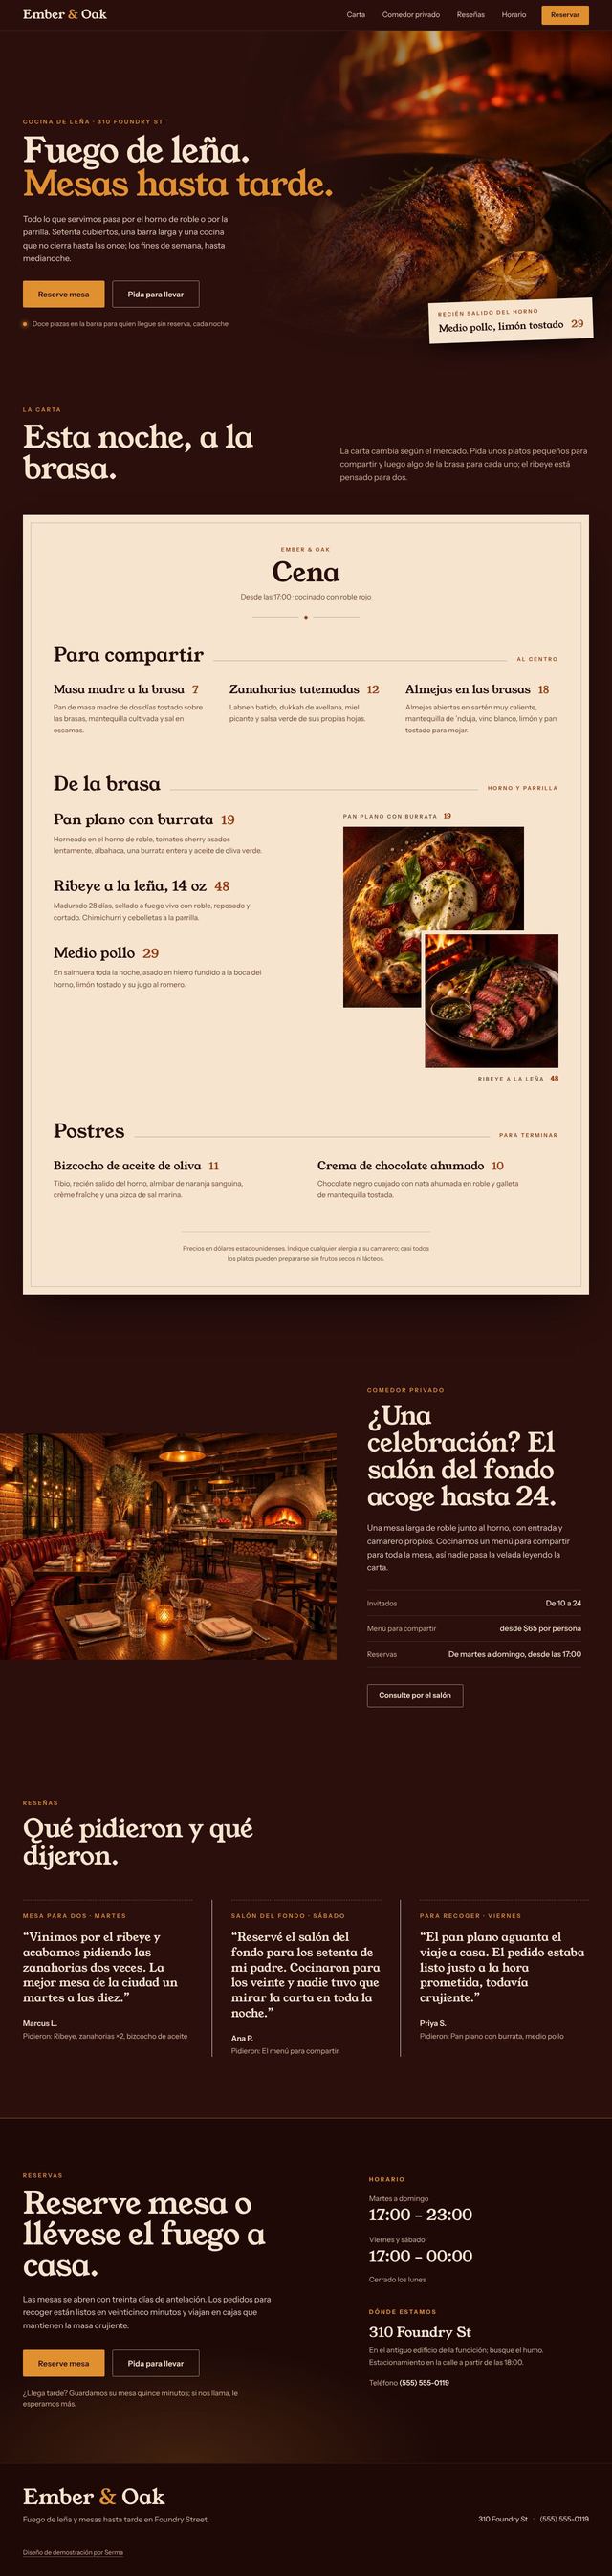 Ember & Oak
Carta
Comedor privado
Reseñas
Horario
Reservar
COCINA DE LEÑA · 310 FOUNDRY ST
Fuego de leña.
Mesas hasta tarde.
Todo lo que servimos pasa por el horno de roble o por la
parrilla. Setenta cubiertos, una barra larga y una cocina
que no cierra hasta las once; los fines de semana, hasta
medianoche.
Reserve mesa
Pida para llevar
Doce plazas en la barra para quien llegue sin reserva, cada noche
RECIÉN SALIDO DEL HORNO
Medio pollo, limón tostado 29
LA CARTA
Esta noche, a la
brasa.
La carta cambia según el mercado. Pida unos platos pequeños para
compartir y luego algo de la brasa para cada uno; el ribeye está
pensado para dos.
EMBER & OAK
Cena
Desde las 17:00 · cocinado con roble rojo
Para compartir
AL CENTRO
Masa madre a la brasa 7
Pan de masa madre de dos días tostado sobre
las brasas, mantequilla cultivada y sal en
escamas.
Zanahorias tatemadas 12
Labneh batido, dukkah de avellana, miel
picante y salsa verde de sus propias hojas.
Almejas en las brasas 18
Almejas abiertas en sartén muy caliente,
mantequilla de 'nduja, vino blanco, limón y pan
tostado para mojar.
De la brasa
HORNO Y PARRILLA
Pan plano con burrata 19
Horneado en el horno de roble, tomates cherry asados
lentamente, albahaca, una burrata entera y aceite de oliva verde.
Ribeye a la leña, 14 oz 48
Madurado 28 días, sellado a fuego vivo con roble, reposado y
cortado. Chimichurri y cebolletas a la parrilla.
Medio pollo 29
En salmuera toda la noche, asado en hierro fundido a la boca del
horno, limón tostado y su jugo al romero.
PAN PLANO CON BURRATA 19
RIBEYE A LA LEÑA 48
Postres
PARA TERMINAR
Bizcocho de aceite de oliva 11
Tibio, recién salido del horno, almíbar de naranja sanguina,
crème fraîche y una pizca de sal marina.
Crema de chocolate ahumado 10
Chocolate negro cuajado con nata ahumada en roble y galleta
de mantequilla tostada.
Precios en dólares estadounidenses. Indique cualquier alergia a su camarero; casi todos
los platos pueden prepararse sin frutos secos ni lácteos.
COMEDOR PRIVADO
¿Una
celebración? El
salón del fondo
acoge hasta 24.
Una mesa larga de roble junto al horno, con entrada y
camarero propios. Cocinamos un menú para compartir
para toda la mesa, así nadie pasa la velada leyendo la
carta.
Invitados De 10 a 24
Menú para compartir desde $65 por persona
Reservas De martes a domingo, desde las 17:00
Consulte por el salón
RESEÑAS
Qué pidieron y qué
dijeron.
MESA PARA DOS · MARTES
“Vinimos por el ribeye y
acabamos pidiendo las
zanahorias dos veces. La
mejor mesa de la ciudad un
martes a las diez.”
Marcus L.
Pidieron: Ribeye, zanahorias ×2, bizcocho de aceite
SALÓN DEL FONDO · SÁBADO
“Reservé el salón del
fondo para los setenta de
mi padre. Cocinaron para
los veinte y nadie tuvo que
mirar la carta en toda la
noche.”
Ana P.
Pidieron: El menú para compartir
PARA RECOGER · VIERNES
“El pan plano aguanta el
viaje a casa. El pedido estaba
listo justo a la hora
prometida, todavía
crujiente.”
Priya S.
Pidieron: Pan plano con burrata, medio pollo
RESERVAS
Reserve mesa o
llévese el fuego a
casa.
Las mesas se abren con treinta días de antelación. Los pedidos para
recoger están listos en veinticinco minutos y viajan en cajas que
mantienen la masa crujiente.
Reserve mesa
Pida para llevar
¿Llega tarde? Guardamos su mesa quince minutos; si nos llama, le
esperamos más.
HORARIO
Martes a domingo
17:00 – 23:00
Viernes y sábado
17:00 – 00:00
Cerrado los lunes
DÓNDE ESTAMOS
310 Foundry St
En el antiguo edificio de la fundición; busque el humo.
Estacionamiento en la calle a partir de las 18:00.
Teléfono (555) 555-0119
Ember & Oak
Fuego de leña y mesas hasta tarde en Foundry Street.
310 Foundry St · (555) 555-0119
Diseño de demostración por Serma